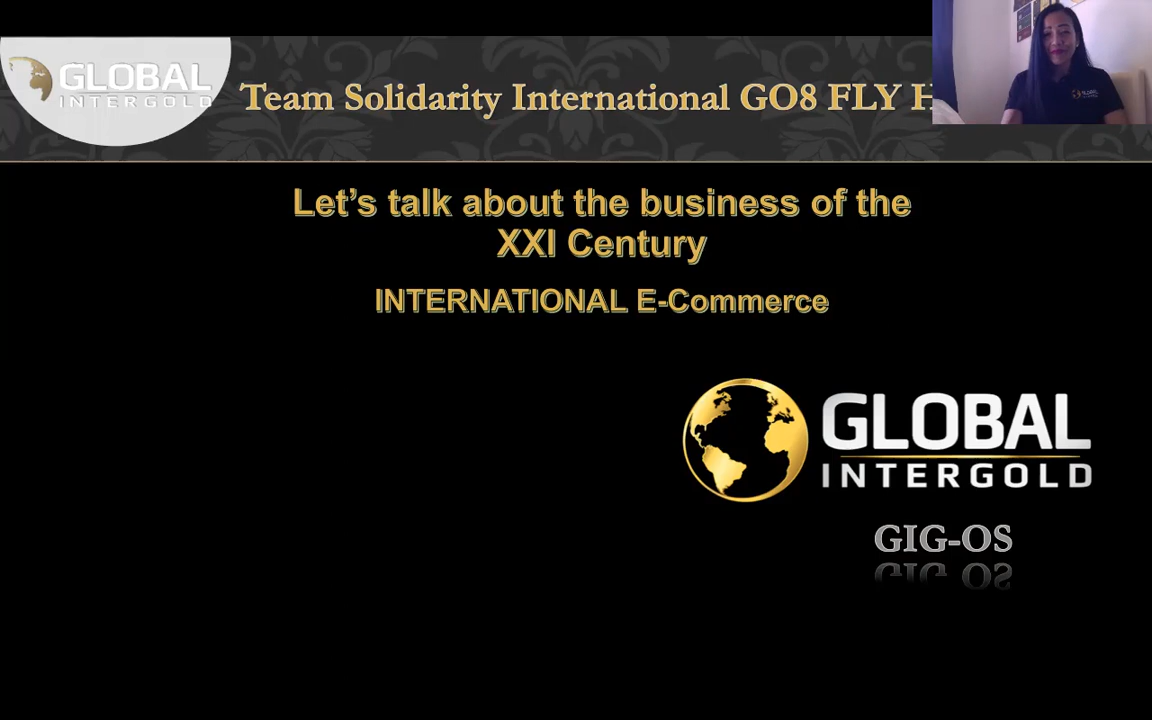 GLOBAL
INTERGOLD
Team Solidarity International GO8 FLY H
Let's talk about the business of the
XXI Century
INTERNATIONAL E-Commerce
GLOBAL
INTERGOLD
GIG-OS